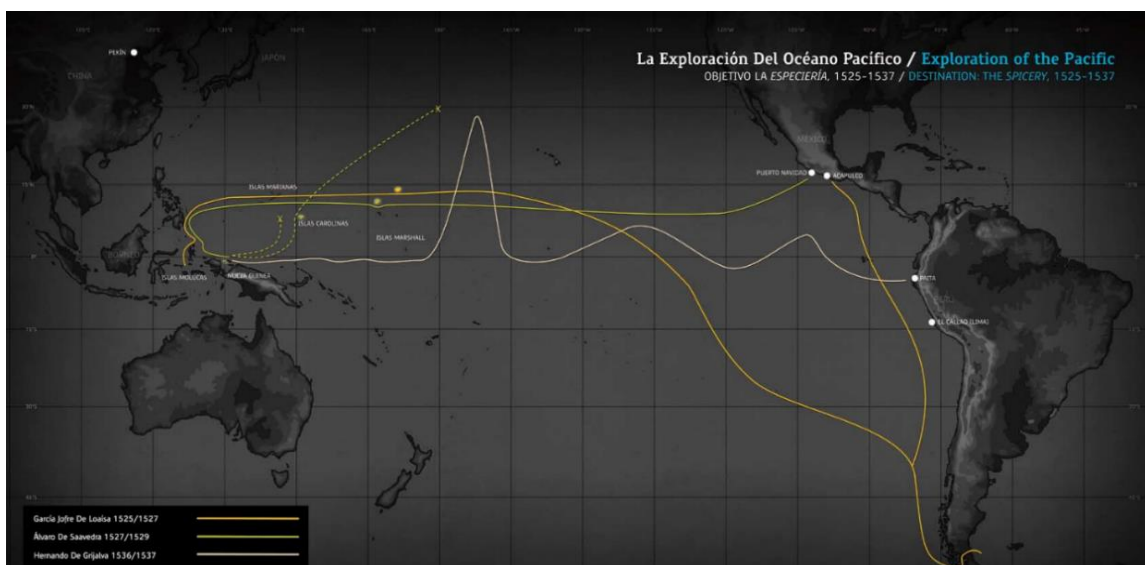 PEKÍN
CHINA
JAPÓN
La Exploración Del Océano Pacífico / Exploration of the Pacific
OBJETIVO LA ESPECIERÍA, 1525-1537 / DESTINATION: THE SPICERY, 1525-1537
MÉXICO
PUERTO NAVIDAD
ACAPULCO
ISLAS MARIANAS
ISLAS CAROLINAS
ISLAS MARSHALL
ISLAS MOLUCAS
NUEVA GUINEA
PAITA
EL CALLAO (LIMA)
García Jofre De Loaísa 1525/1527
Álvaro De Saavedra 1527/1529
Hernando De Grijalva 1536/1537